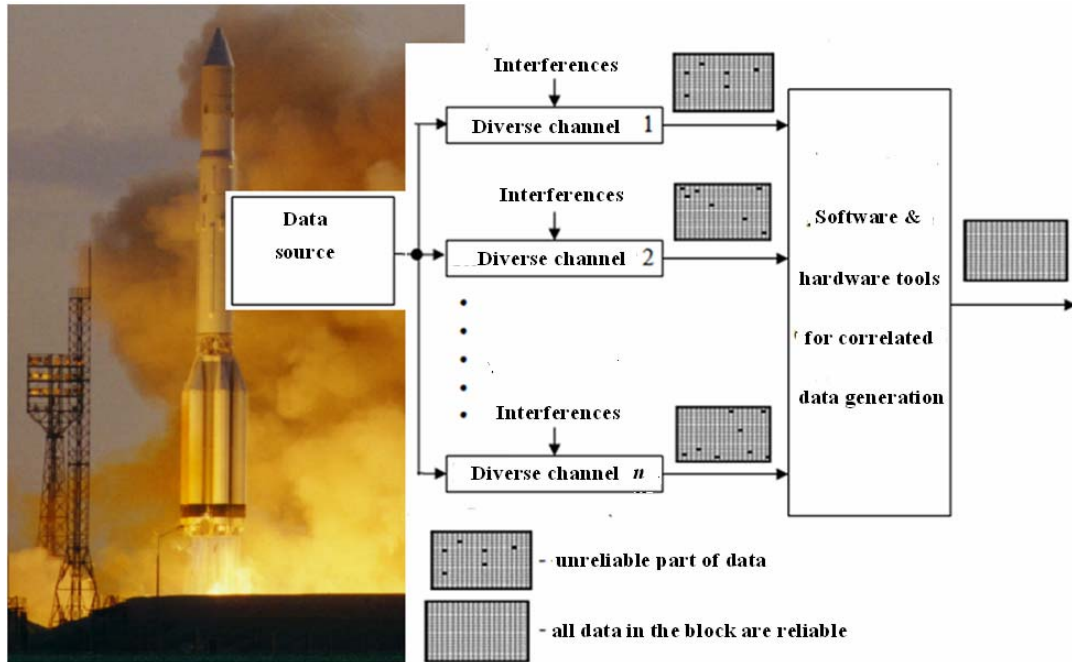 Interferences
Diverse channel 1
Data
source
Interferences
Diverse channel 2
Software &
hardware tools
for correlated
data generation
Interferences
Diverse channel n
- unreliable part of data
- all data in the block are reliable